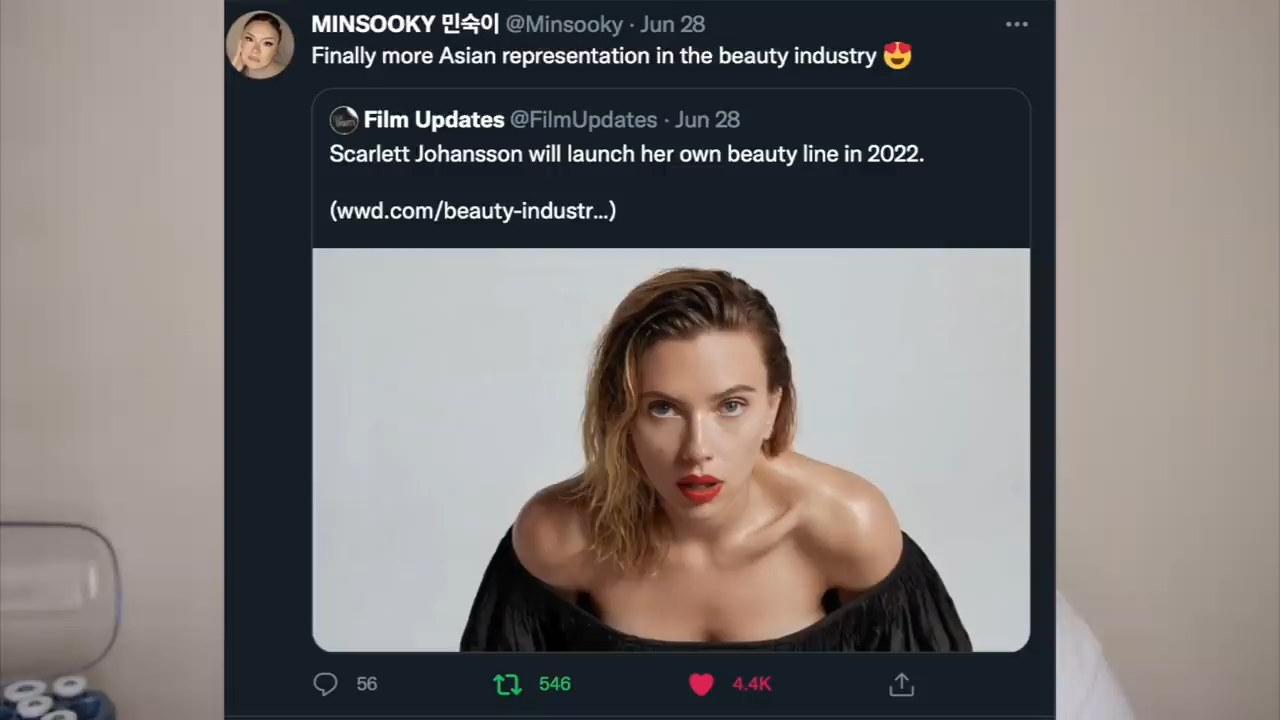 MINSOOKY 민숙이 @Minsooky · Jun 28
Finally more Asian representation in the beauty industry 😍
Film Updates @FilmUpdates · Jun 28
Scarlett Johansson will launch her own beauty line in 2022.
(wwd.com/beauty-industr...)
56
546
4.4K